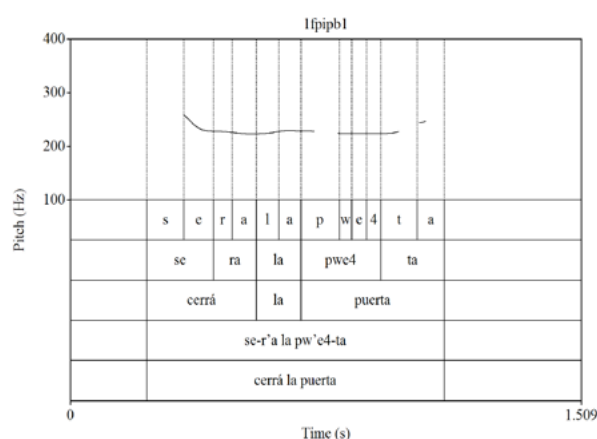 1fpipb1
400
300
200
100
Pitch (Hz)
s e r a l a p w e 4 t a
se ra la pwe4 ta
cerrá la puerta
se-r'a la pw'e4-ta
cerrá la puerta
0 1.509
Time (s)